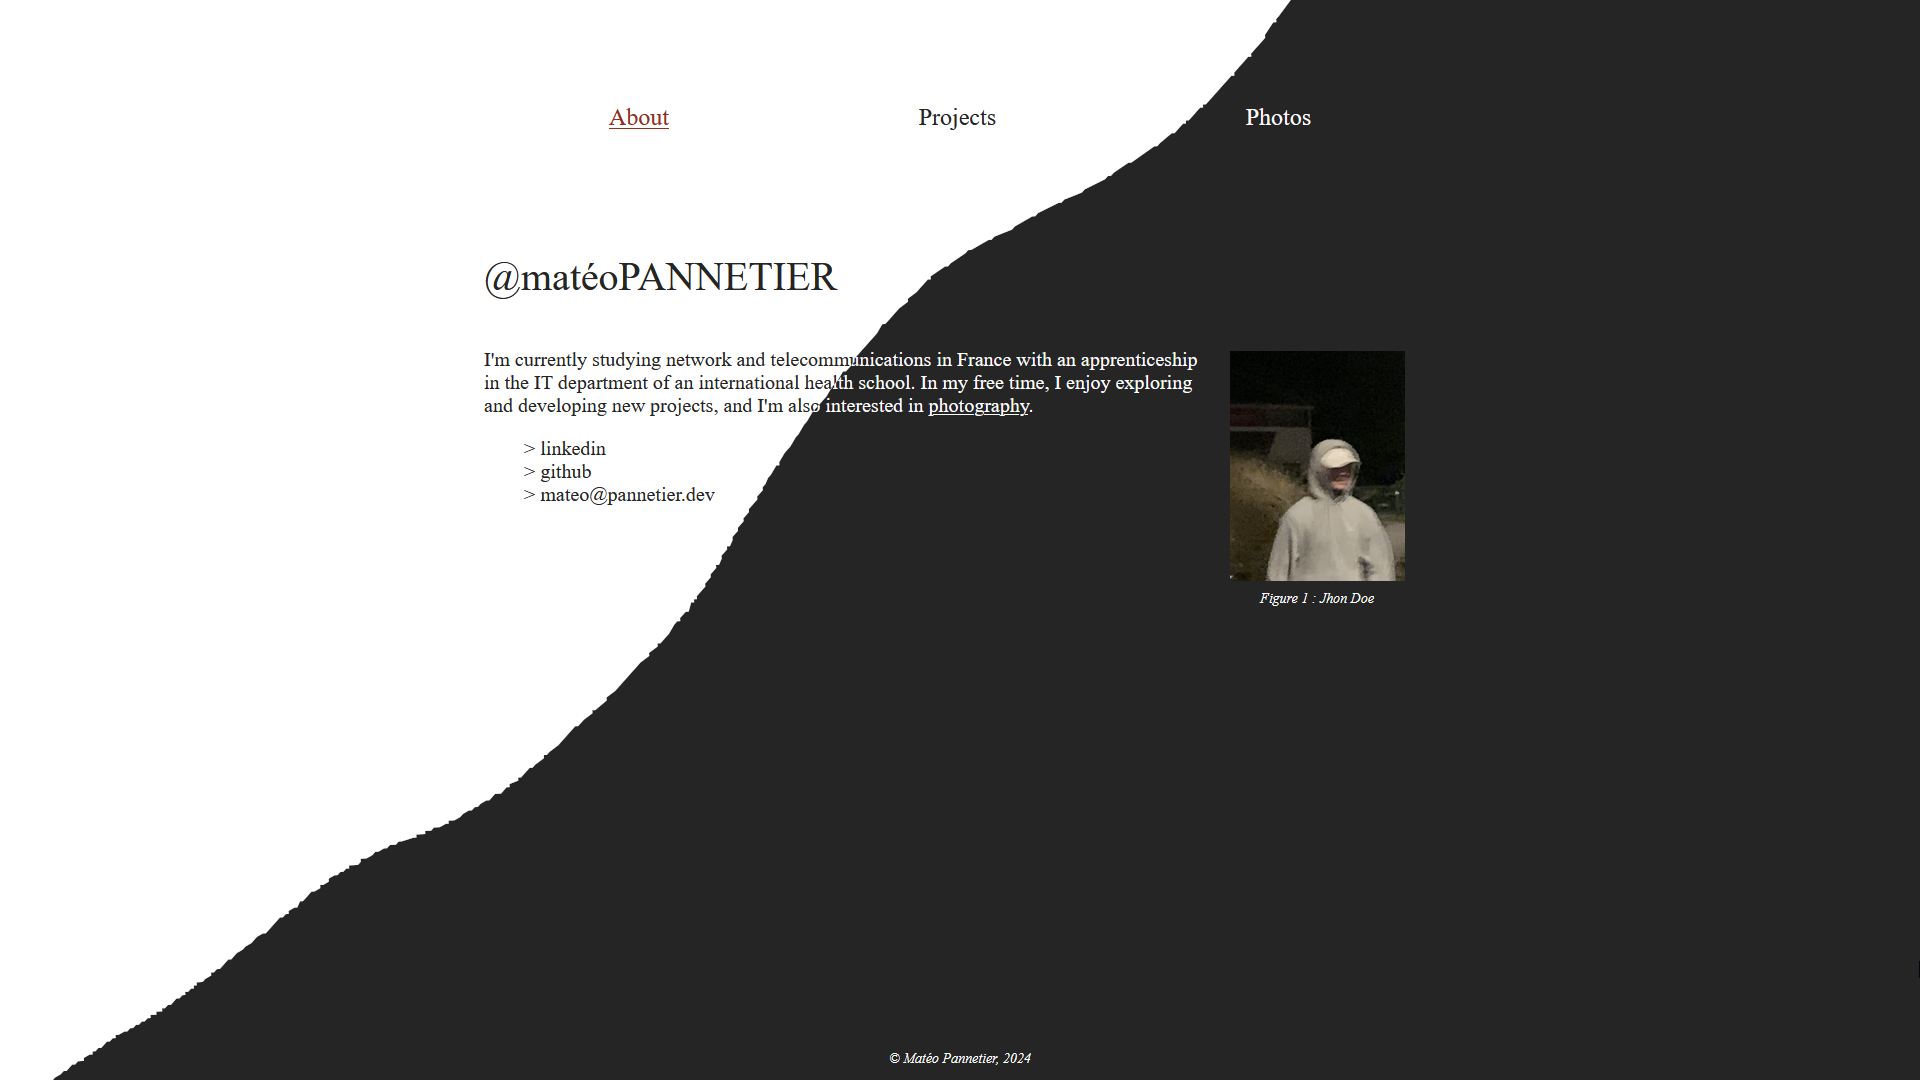 About
Projects
Photos
@matéoPANNETIER
I'm currently studying network and telecommunications in France with an apprenticeship
in the IT department of an international health school. In my free time, I enjoy exploring
and developing new projects, and I'm also interested in photography.
> linkedin
> github
> mateo@pannetier.dev
Figure 1 : Jhon Doe
© Matéo Pannetier, 2024